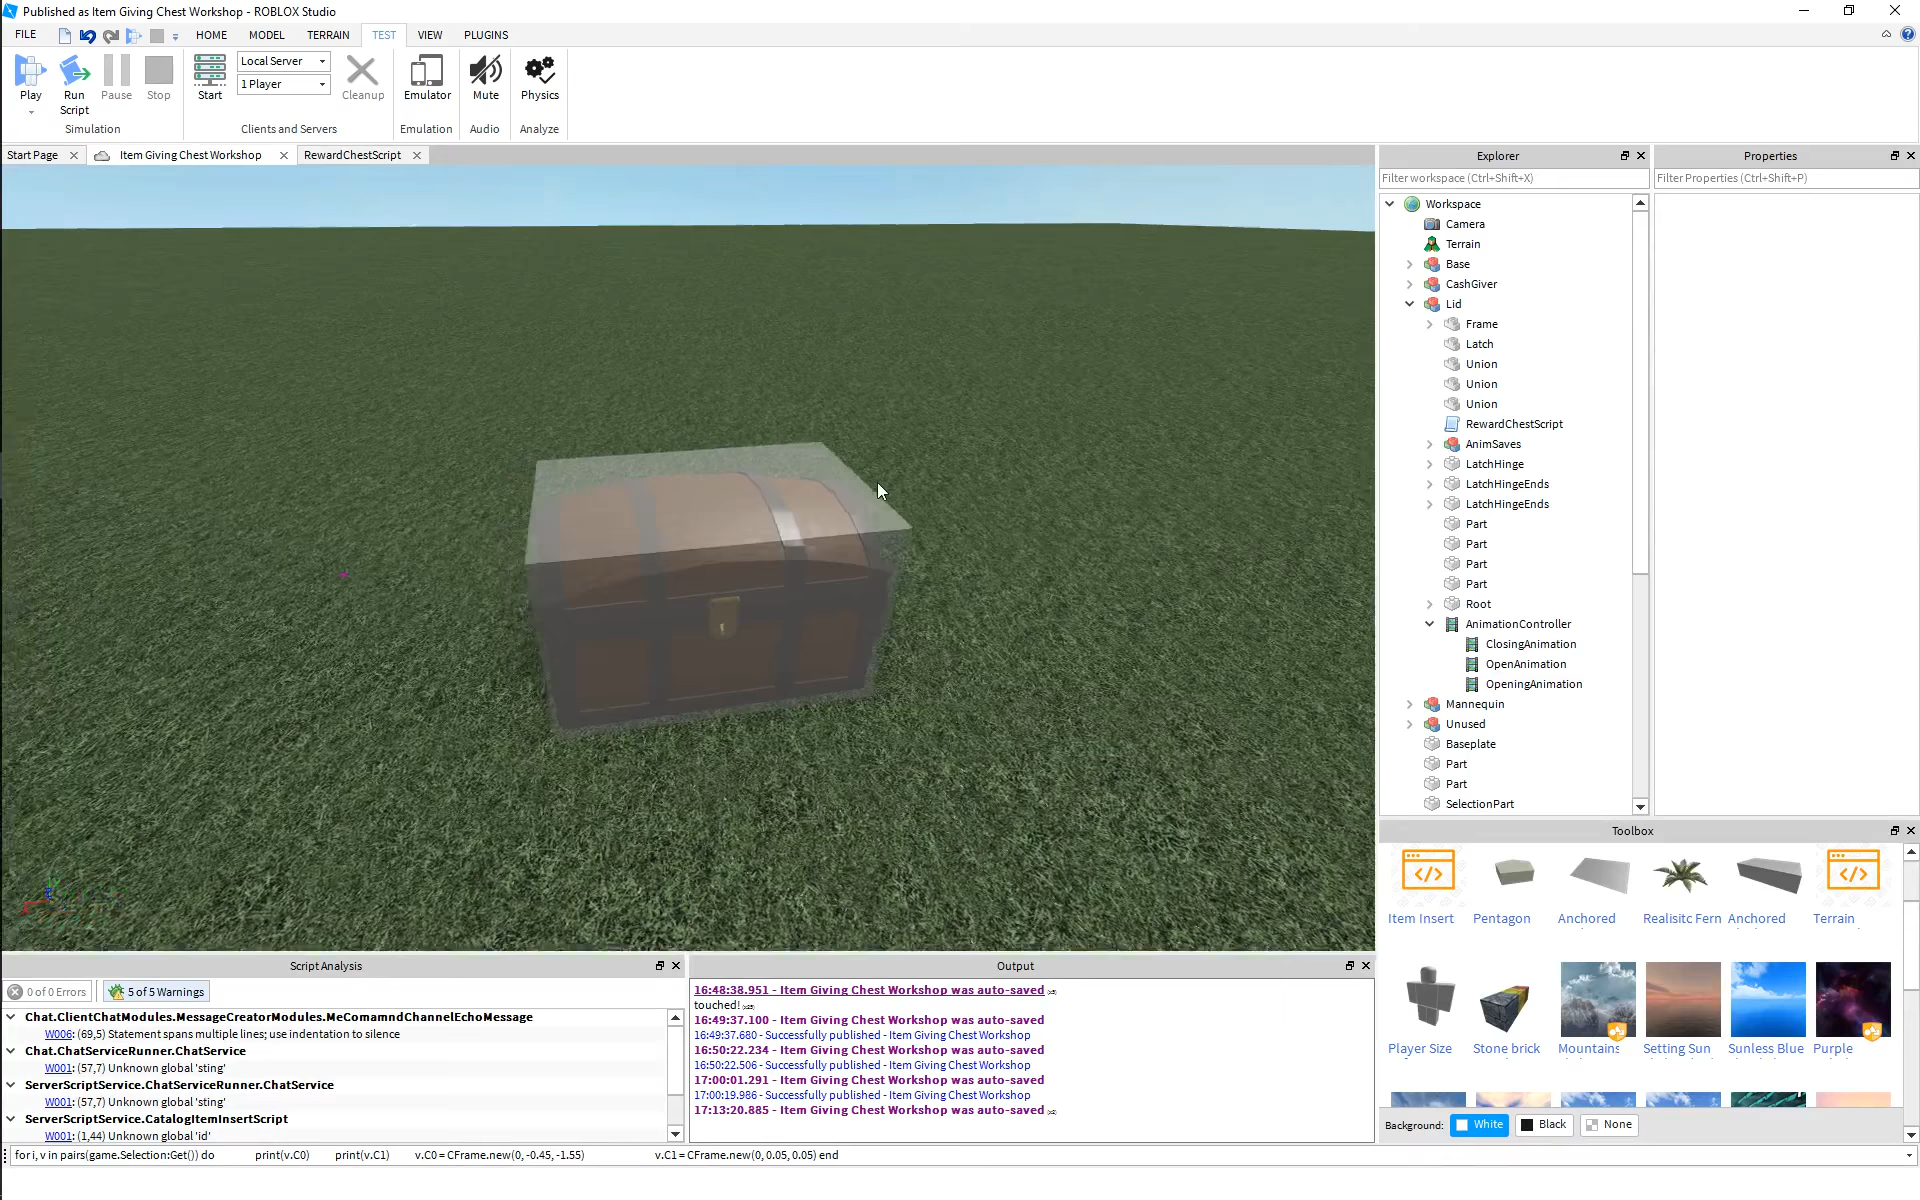 Published as Item Giving Chest Workshop - ROBLOX Studio
FILE
HOME
MODEL
TERRAIN
TEST
VIEW
PLUGINS
Play
Run
Script
Pause
Stop
Simulation
Start
Local Server
1 Player
Cleanup
Clients and Servers
Emulator
Emulation
Mute
Audio
Physics
Analyze
Start Page
Item Giving Chest Workshop
RewardChestScript
Explorer
Filter workspace (Ctrl+Shift+X)
Workspace
Camera
Terrain
Base
CashGiver
Lid
Frame
Latch
Union
Union
Union
RewardChestScript
AnimSaves
LatchHinge
LatchHingeEnds
LatchHingeEnds
Part
Part
Part
Part
Root
AnimationController
ClosingAnimation
OpenAnimation
OpeningAnimation
Mannequin
Unused
Baseplate
Part
Part
SelectionPart
Properties
Filter Properties (Ctrl+Shift+P)
Toolbox
Item Insert
Pentagon
Anchored
Realisitc Fern
Anchored
Terrain
Player Size
Stone brick
Mountains
Setting Sun
Sunless Blue
Purple
Background:
White
Black
None
Script Analysis
0 of 0 Errors
5 of 5 Warnings
Chat.ClientChatModules.MessageCreatorModules.MeComamndChannelEchoMessage
W006: (69,5) Statement spans multiple lines; use indentation to silence
Chat.ChatServiceRunner.ChatService
W001: (57,7) Unknown global 'sting'
ServerScriptService.ChatServiceRunner.ChatService
W001: (57,7) Unknown global 'sting'
ServerScriptService.CatalogItemInsertScript
W001: (1,44) Unknown global 'id'
Output
16:48:38.951 - Item Giving Chest Workshop was auto-saved
touched!
16:49:37.100 - Item Giving Chest Workshop was auto-saved
16:49:37.680 - Successfully published - Item Giving Chest Workshop
16:50:22.234 - Item Giving Chest Workshop was auto-saved
16:50:22.506 - Successfully published - Item Giving Chest Workshop
17:00:01.291 - Item Giving Chest Workshop was auto-saved
17:00:19.986 - Successfully published - Item Giving Chest Workshop
17:13:20.885 - Item Giving Chest Workshop was auto-saved
for i, v in pairs(game.Selection:Get()) do print(v.C0) print(v.C1) v.C0 = CFrame.new(0, -0.45, -1.55) v.C1 = CFrame.new(0, 0.05, 0.05) end